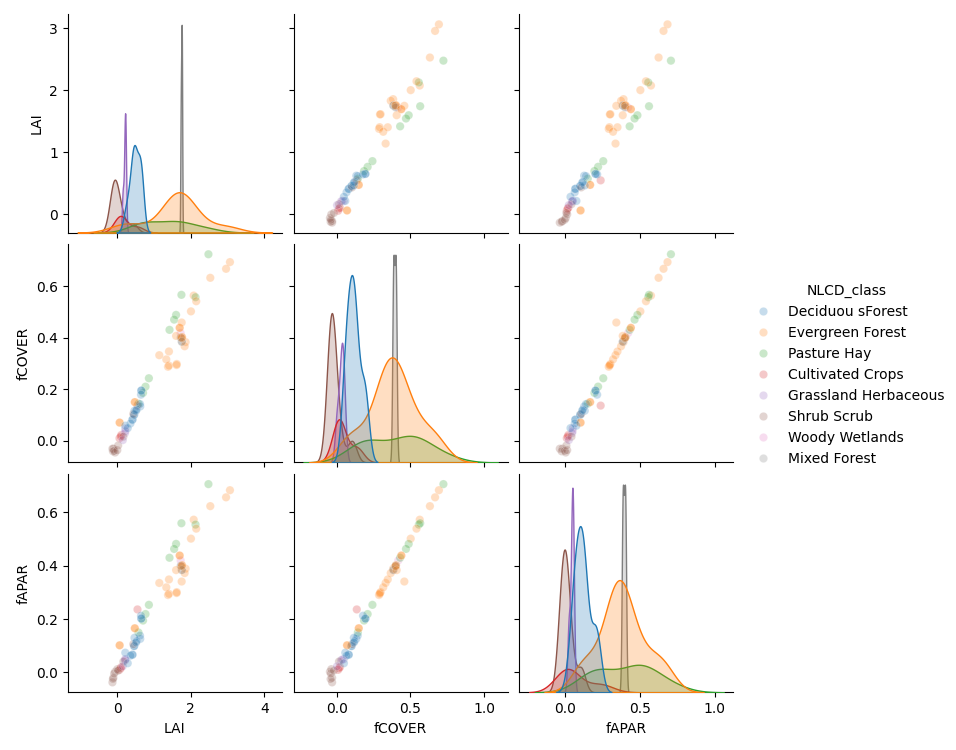 3
2
1
0
LAI
0.6
0.4
0.2
0.0
fCOVER
0.6
0.4
0.2
0.0
fAPAR
0 2 4
LAI
0.0 0.5 1.0
fCOVER
0.0 0.5 1.0
fAPAR
NLCD_class
Deciduou sForest
Evergreen Forest
Pasture Hay
Cultivated Crops
Grassland Herbaceous
Shrub Scrub
Woody Wetlands
Mixed Forest